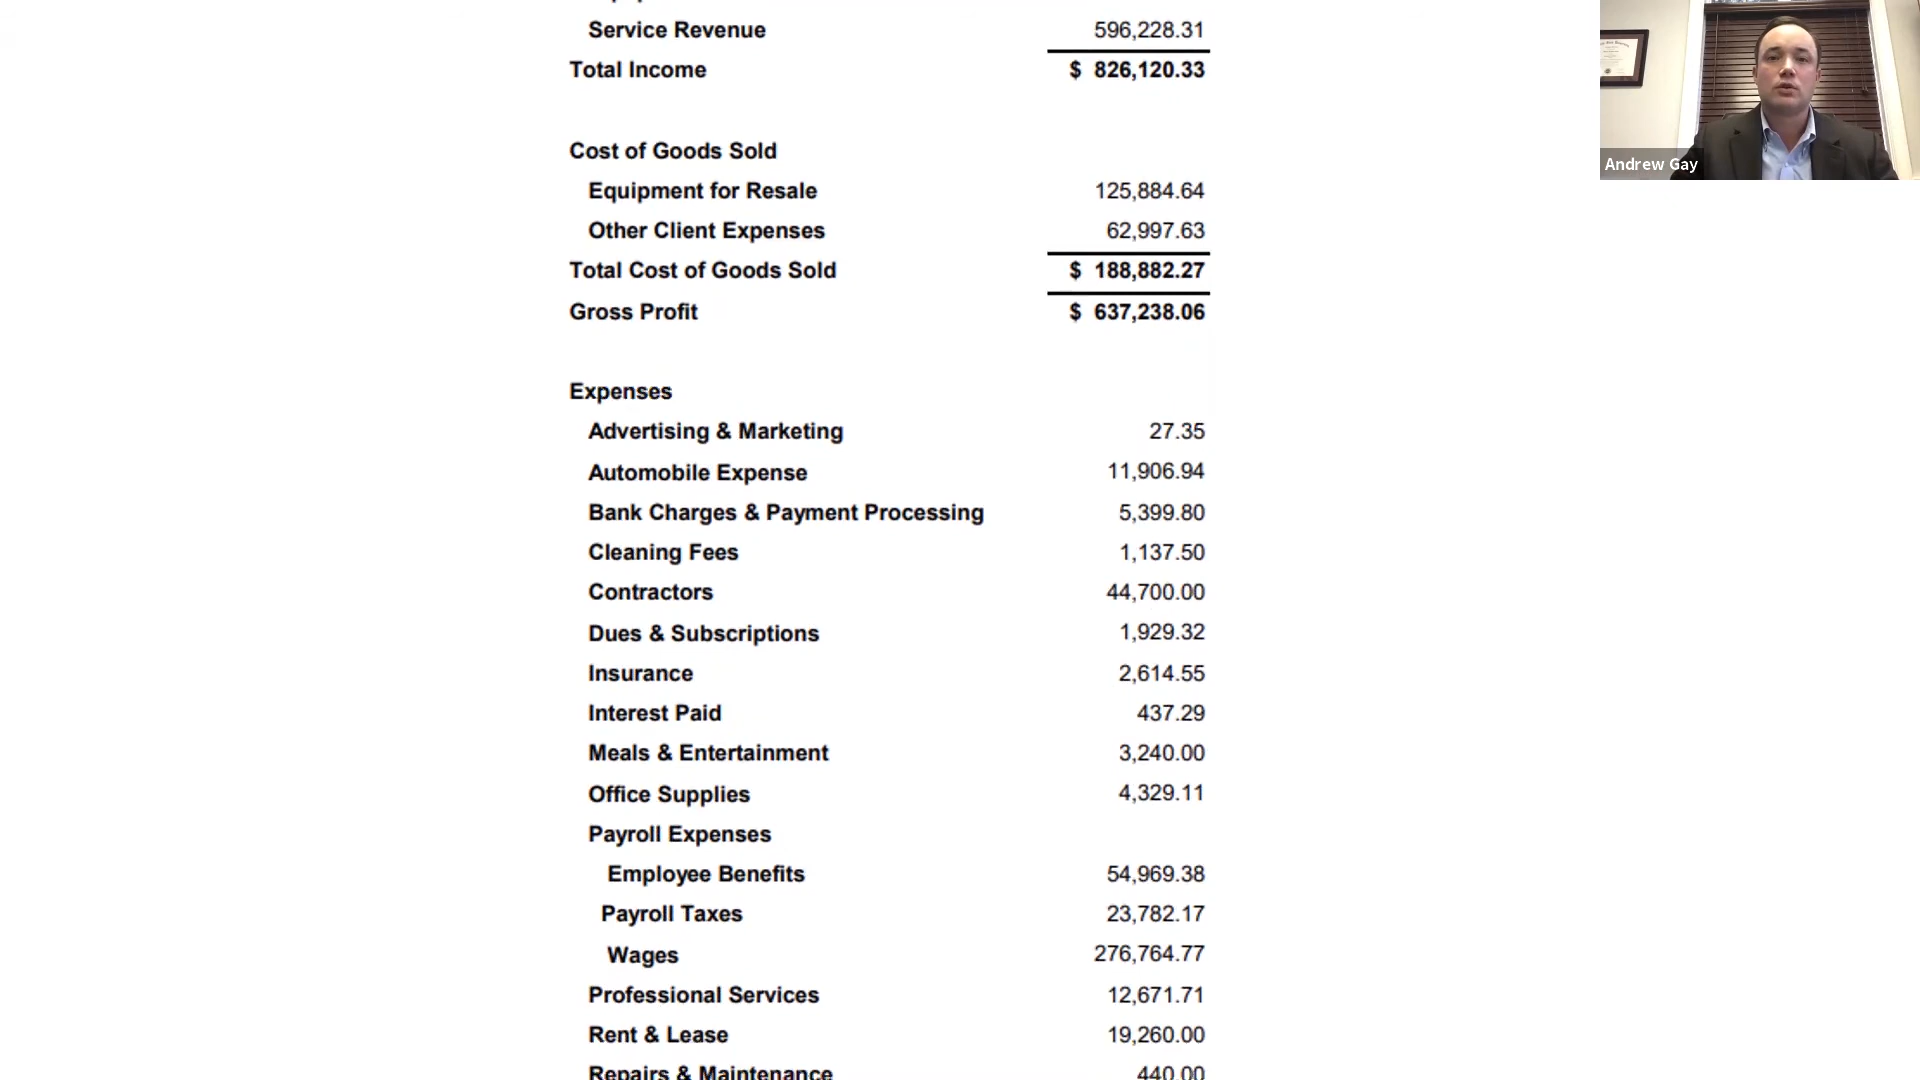 Service Revenue 596,228.31
Total Income $ 826,120.33
Cost of Goods Sold
Equipment for Resale 125,884.64
Other Client Expenses 62,997.63
Total Cost of Goods Sold $ 188,882.27
Gross Profit $ 637,238.06
Expenses
Advertising & Marketing 27.35
Automobile Expense 11,906.94
Bank Charges & Payment Processing 5,399.80
Cleaning Fees 1,137.50
Contractors 44,700.00
Dues & Subscriptions 1,929.32
Insurance 2,614.55
Interest Paid 437.29
Meals & Entertainment 3,240.00
Office Supplies 4,329.11
Payroll Expenses
Employee Benefits 54,969.38
Payroll Taxes 23,782.17
Wages 276,764.77
Professional Services 12,671.71
Rent & Lease 19,260.00
Repairs & Maintenance 440.00
Andrew Gay